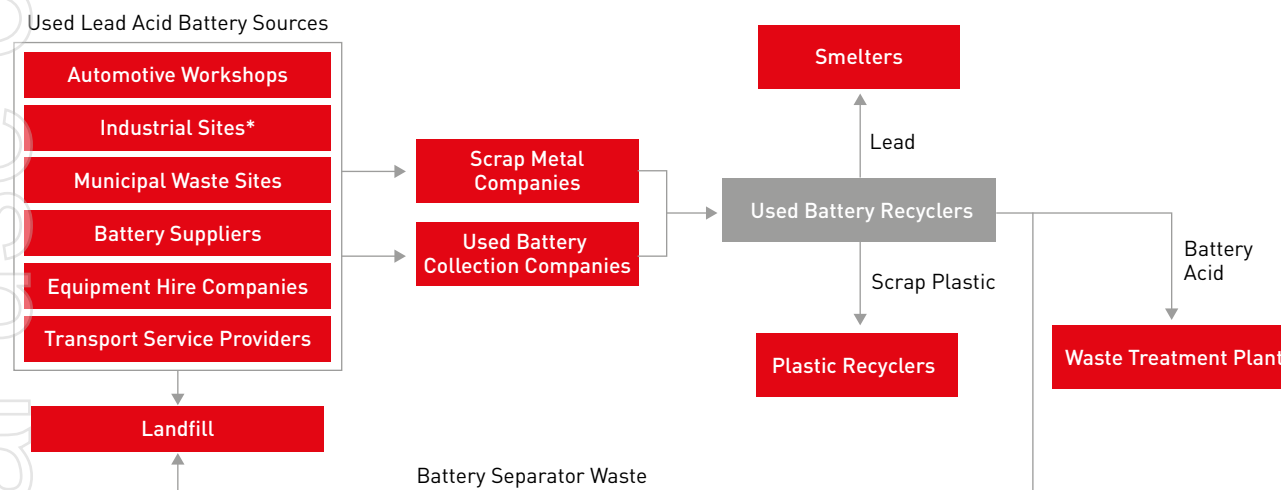 Used Lead Acid Battery Sources
Automotive Workshops
Industrial Sites*
Municipal Waste Sites
Battery Suppliers
Equipment Hire Companies
Transport Service Providers
Landfill
Scrap Metal
Companies
Used Battery
Collection Companies
Smelters
Lead
Used Battery Recyclers
Scrap Plastic
Plastic Recyclers
Battery
Acid
Waste Treatment Plant
Battery Separator Waste